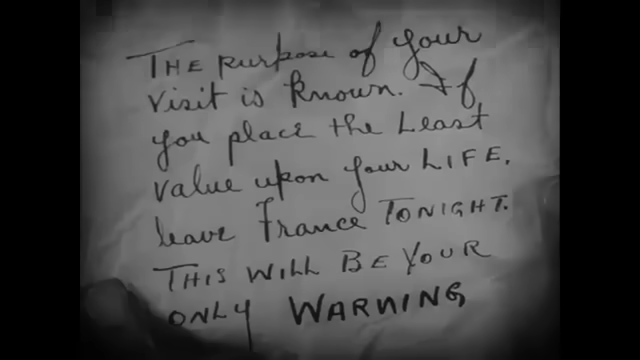 THE purpose of your
visit is known. If
you place the Least
value upon your LIFE,
leave France TONIGHT.
THIS WILL BE YOUR
ONLY WARNING